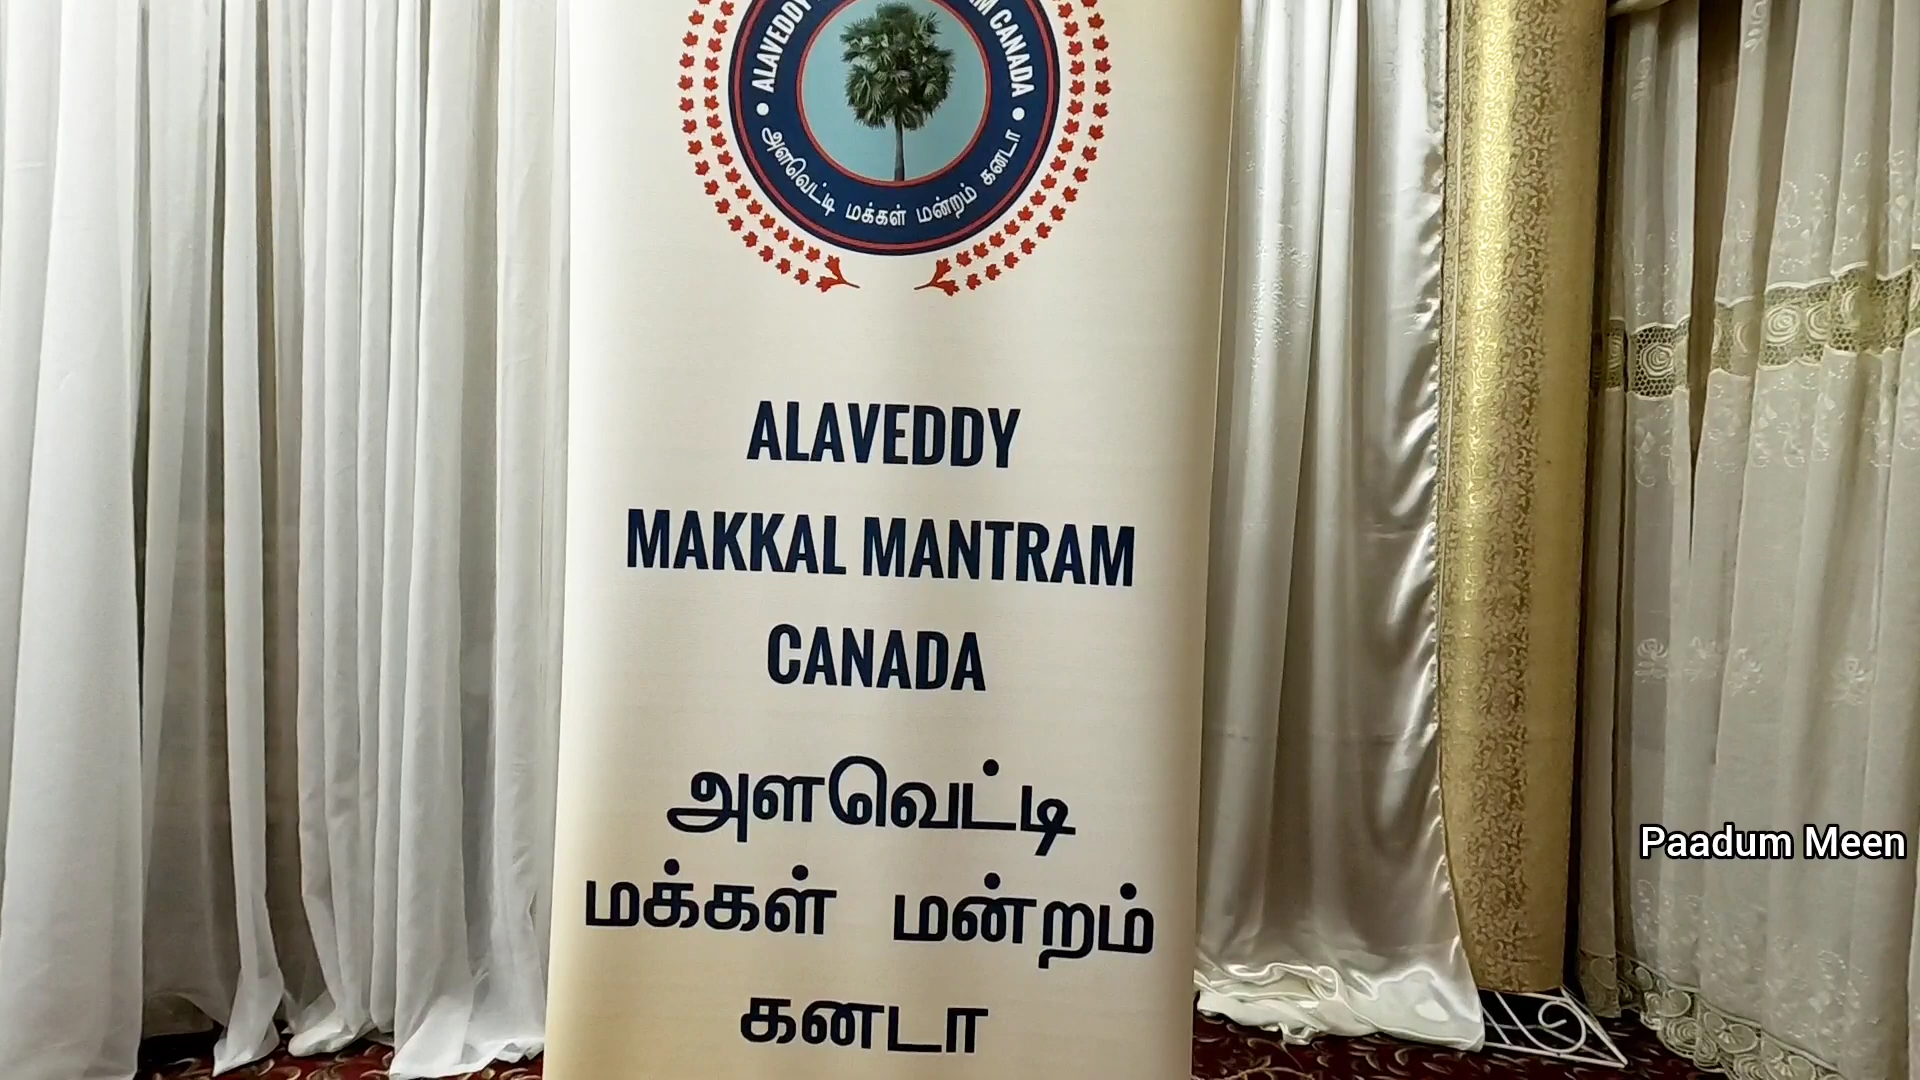 ALAVEDDY
CANADA
அளவெட்டி மக்கள் மன்றம் கனடா
ALAVEDDY
MAKKAL MANTRAM
CANADA
அளவெட்டி
மக்கள் மன்றம்
கனடா
Paadum Meen